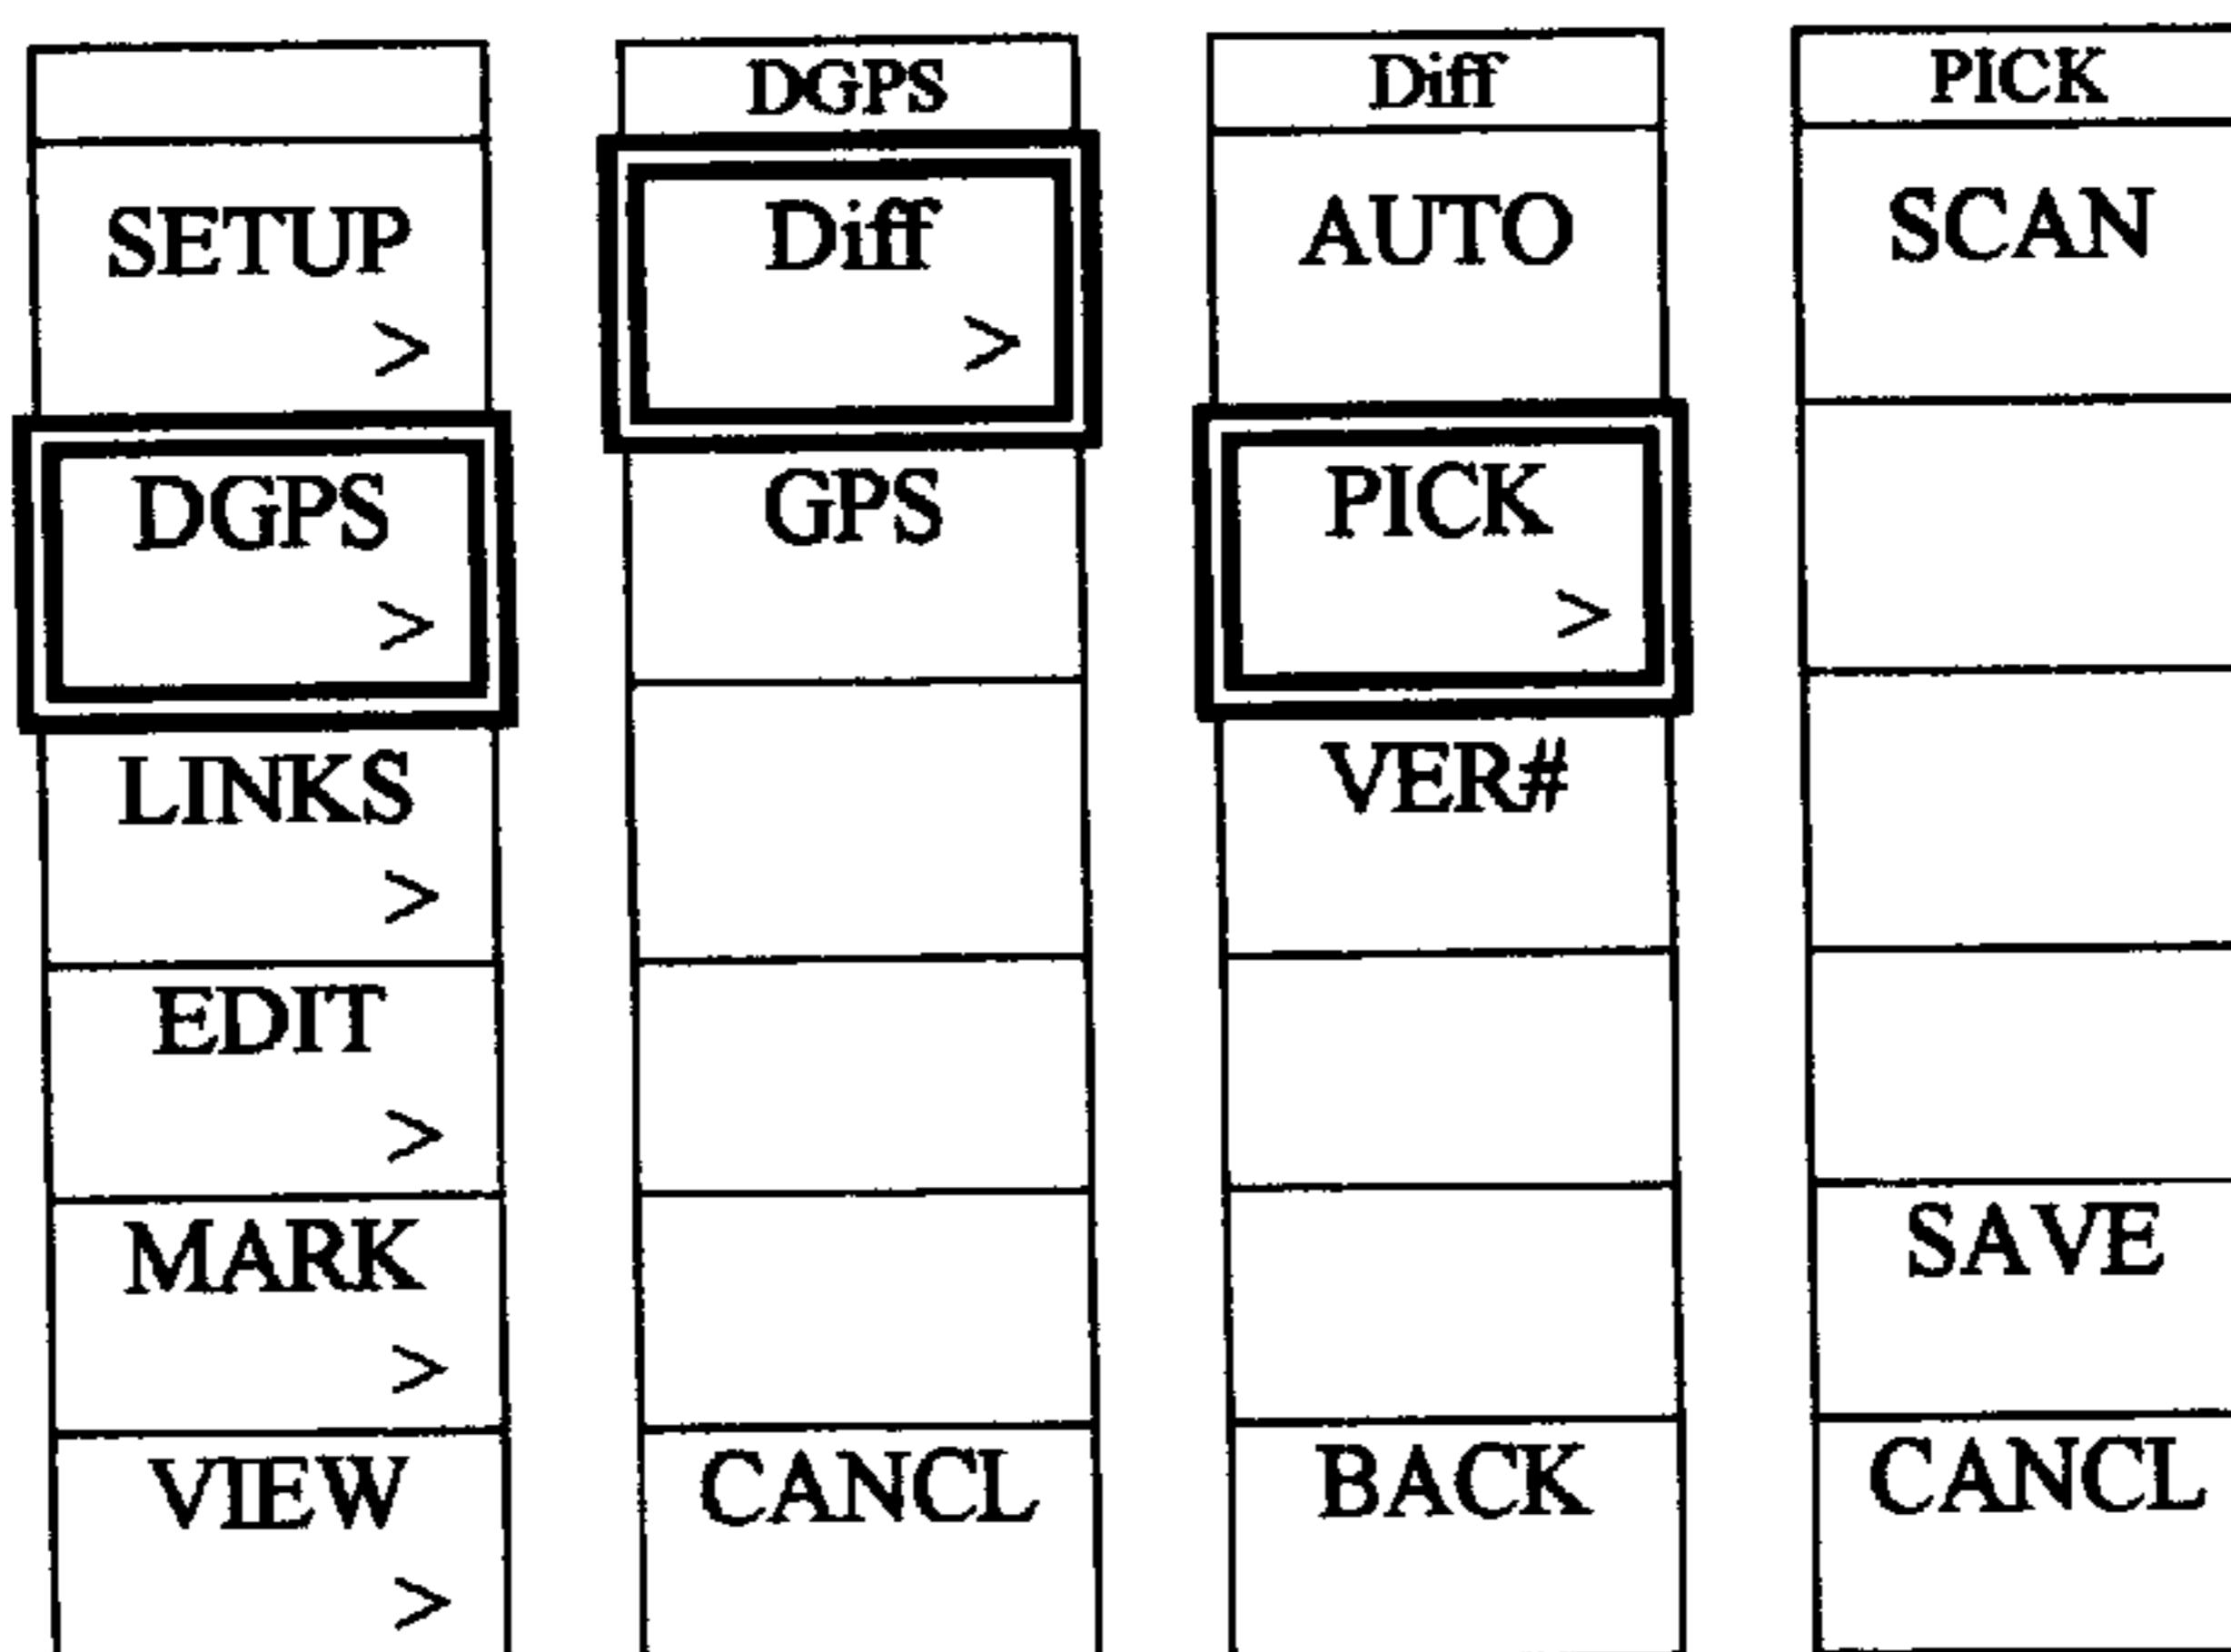 SETUP
>
DGPS
>
LINKS
>
EDIT
>
MARK
>
VIEW
>
DGPS
Diff
>
GPS
CANCL
Diff
AUTO
PICK
>
VER#
BACK
PICK
SCAN
SAVE
CANCL